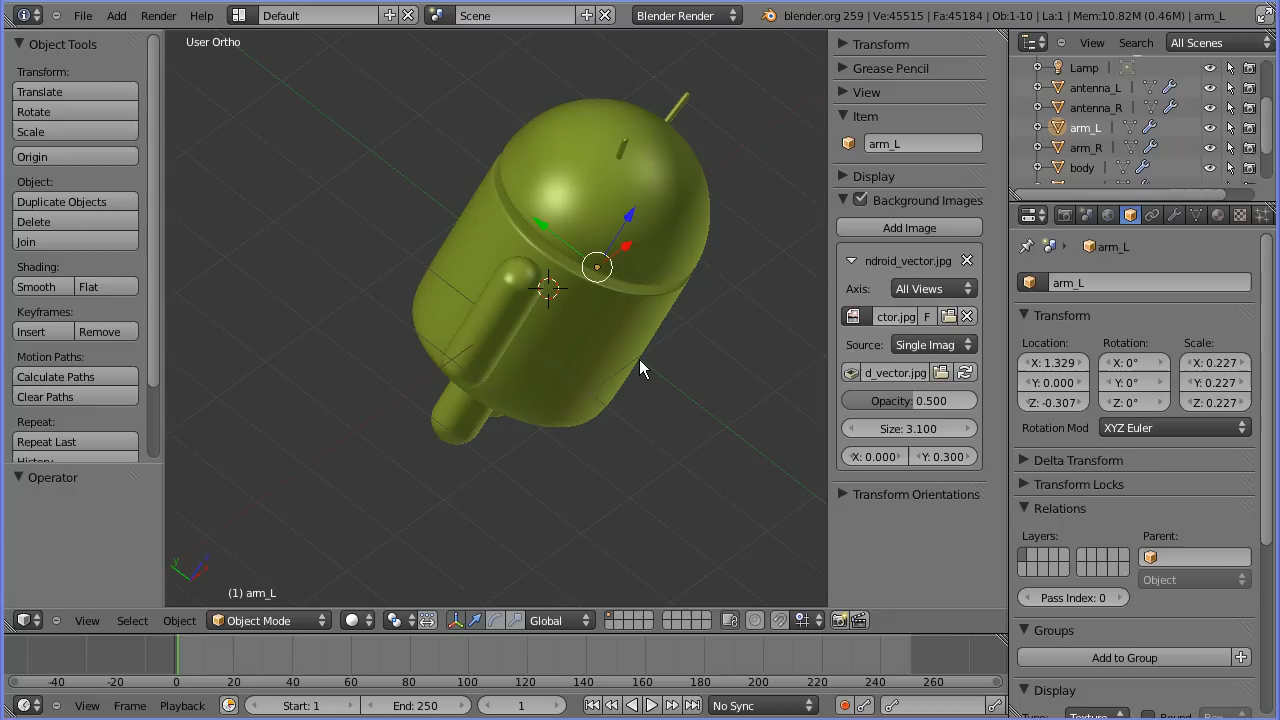 File Add Render Help Default Scene Blender Render blender.org 259 | Ve:45515 | Fa:45184 | Ob:1-10 | La:1 | Mem:10.82M (0.46M) | arm_L
Object Tools
Transform:
Translate
Rotate
Scale
Origin
Object:
Duplicate Objects
Delete
Join
Shading:
Smooth Flat
Keyframes:
Insert Remove
Motion Paths:
Calculate Paths
Clear Paths
Repeat:
Repeat Last
Operator
User Ortho
y
(1) arm_L
Transform
Grease Pencil
View
Item
arm_L
Display
Background Images
Add Image
ndroid_vector.jpg
Axis: All Views
ctor.jpg F
Source: Single Imag
d_vector.jpg
Opacity: 0.500
Size: 3.100
X: 0.000 Y: 0.300
Transform Orientations
View Search All Scenes
Lamp
antenna_L
antenna_R
arm_L
arm_R
body
arm_L
arm_L
Transform
Location: Rotation: Scale:
X: 1.329 X: 0° X: 0.227
Y: 0.000 Y: 0° Y: 0.227
Z: -0.307 Z: 0° Z: 0.227
Rotation Mod XYZ Euler
Delta Transform
Transform Locks
Relations
Layers: Parent:
Object
Pass Index: 0
Groups
Add to Group
Display
View Select Object Object Mode Global
-40 -20 0 20 40 60 80 100 120 140 160 180 200 220 240 260
View Frame Playback Start: 1 End: 250 1 No Sync